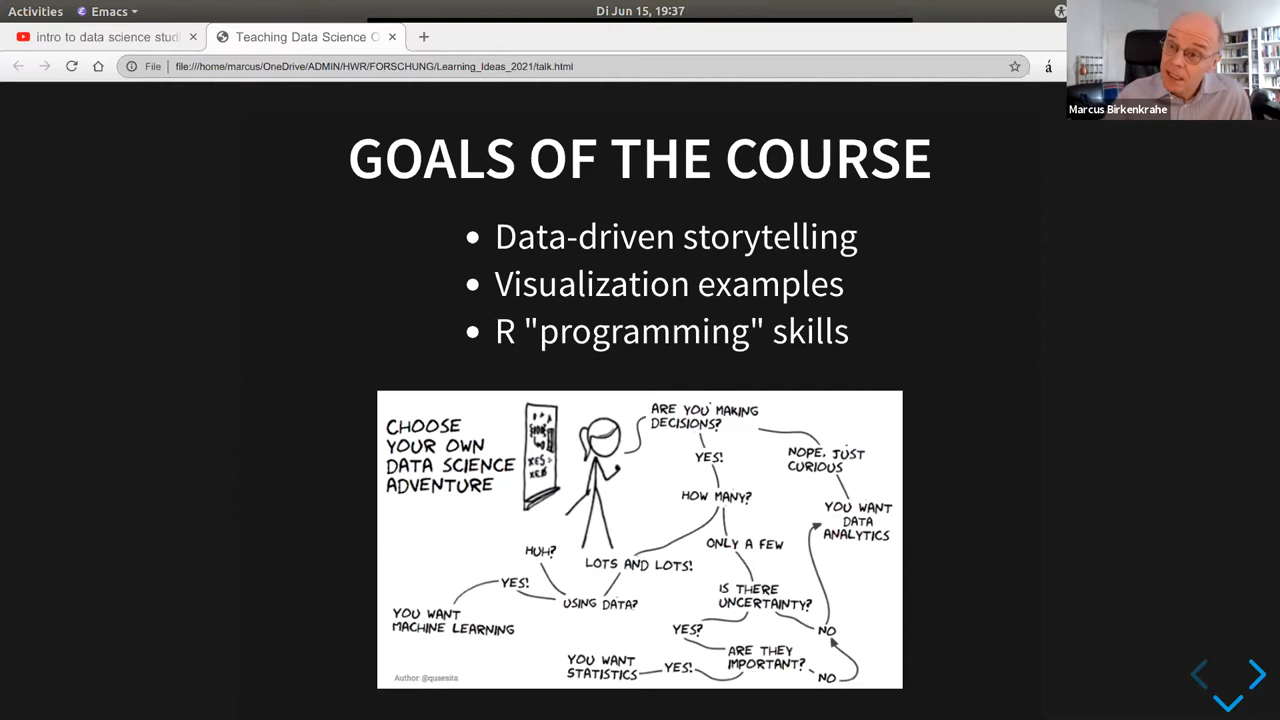 Activities
Emacs
Di Jun 15, 19:37
intro to data science stud
Teaching Data Science O
File
file:///home/marcus/OneDrive/ADMIN/HWR/FORSCHUNG/Learning_Ideas_2021/talk.html
á
Marcus Birkenkrahe
GOALS OF THE COURSE
• Data-driven storytelling
• Visualization examples
• R "programming" skills
CHOOSE
YOUR OWN
DATA SCIENCE
ADVENTURE
ARE YOU MAKING
DECISIONS?
YES!
NOPE, JUST
CURIOUS
HOW MANY?
YOU WANT
DATA
ANALYTICS
ONLY A FEW
HUH?
LOTS AND LOTS!
YES!
USING DATA?
IS THERE
UNCERTAINTY?
YOU WANT
MACHINE LEARNING
YES?
NO
ARE THEY
IMPORTANT?
YOU WANT
STATISTICS
YES!
NO
Author: @quaesita